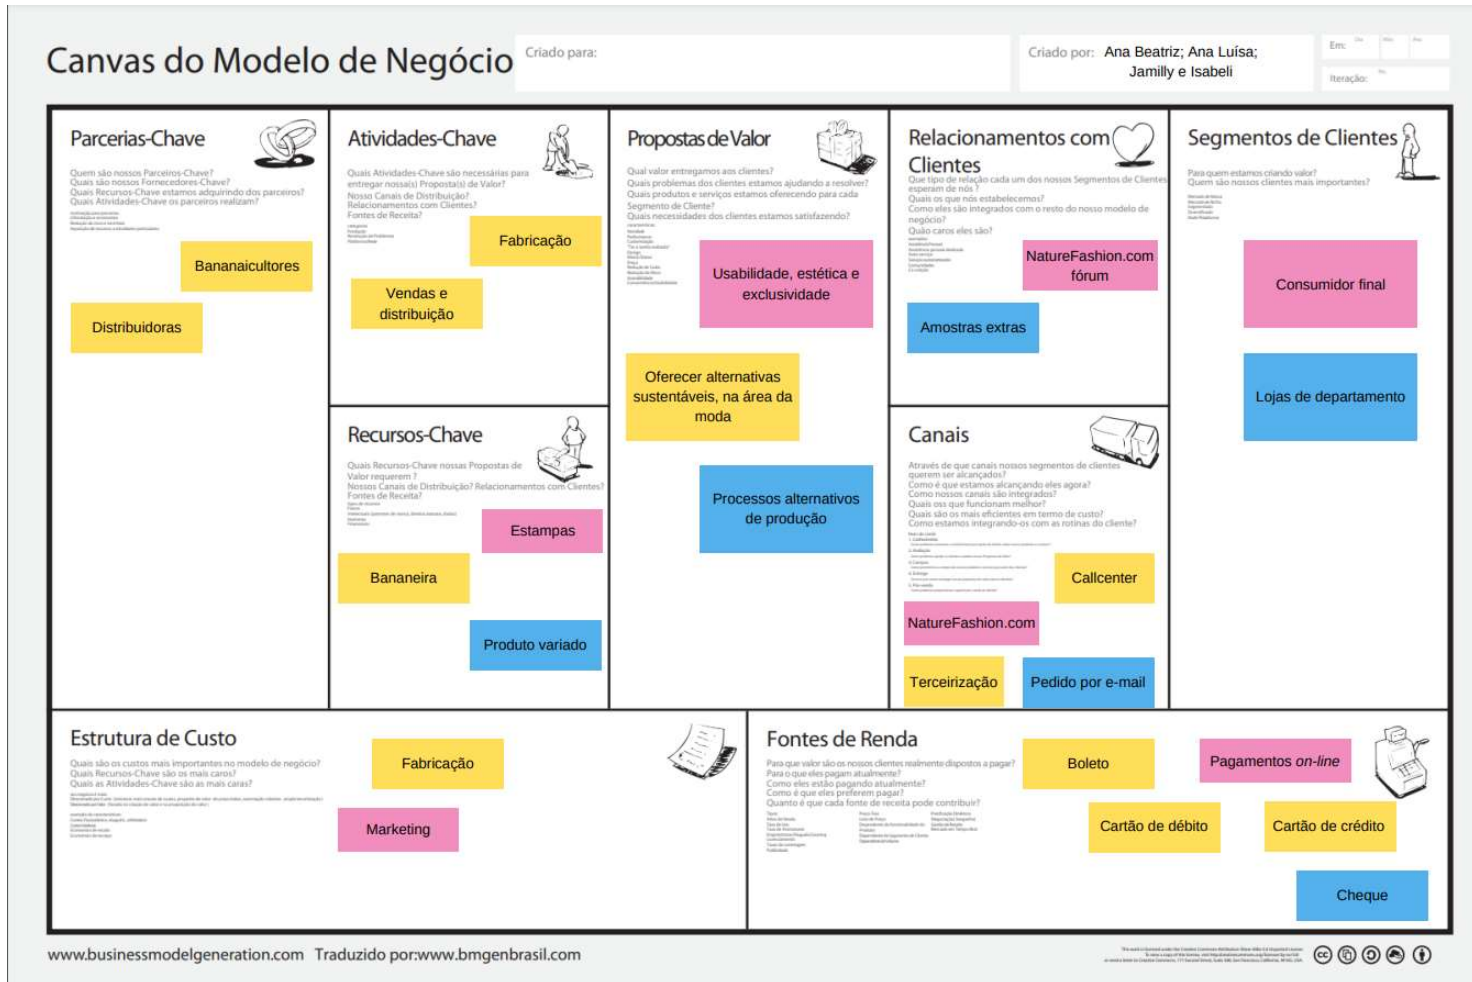 Canvas do Modelo de Negócio
Criado para:
Criado por: Ana Beatriz; Ana Luísa;
Jamilly e Isabeli
Em:
Iteração:
Parcerias-Chave
Quem são nossos Parceiros-Chave?
Quais são nossos Fornecedores-Chave?
Quais Recursos-Chave estamos adquirindo dos parceiros?
Quais Atividades-Chave os parceiros realizam?
Bananaicultores
Distribuidoras
Atividades-Chave
Quais Atividades-Chave são necessárias para
entregar nossa(s) Proposta(s) de Valor?
Nosso Canais de Distribuição?
Relacionamentos com Clientes?
Fontes de Receita?
Fabricação
Vendas e
distribuição
Recursos-Chave
Quais Recursos-Chave nossas Propostas de
Valor requerem ?
Nossos Canais de Distribuição? Relacionamentos com Clientes?
Fontes de Receita?
Estampas
Bananeira
Produto variado
Propostas de Valor
Qual valor entregamos aos clientes?
Quais problemas dos clientes estamos ajudando a resolver?
Quais produtos e serviços estamos oferecendo para cada
Segmento de Cliente?
Quais necessidades dos clientes estamos satisfazendo?
Usabilidade, estética e
exclusividade
Oferecer alternativas
sustentáveis, na área da
moda
Processos alternativos
de produção
Relacionamentos com
Clientes
Que tipo de relação cada um dos nossos Segmentos de Clientes
esperam de nós ?
Quais os que nós estabelecemos?
Como eles são integrados com o resto do nosso modelo de
negócio?
Quão caros eles são?
NatureFashion.com
fórum
Amostras extras
Canais
Através de que canais nossos segmentos de clientes
querem ser alcançados?
Como é que estamos alcançando eles agora?
Como nossos canais são integrados?
Quais oss que funcionam melhor?
Quais são os mais eficientes em termo de custo?
Como estamos integrando-os com as rotinas do cliente?
Callcenter
NatureFashion.com
Terceirização
Pedido por e-mail
Segmentos de Clientes
Para quem estamos criando valor?
Quem são nossos clientes mais importantes?
Consumidor final
Lojas de departamento
Estrutura de Custo
Quais são os custos mais importantes no modelo de negócio?
Quais Recursos-Chave são os mais caros?
Quais as Atividades-Chave são as mais caras?
Fabricação
Marketing
Fontes de Renda
Para que valor são os nossos clientes realmente dispostos a pagar?
Para o que eles pagam atualmente?
Como eles estão pagando atualmente?
Como eles preferem pagar?
Quanto é que cada fonte de receita pode contribuir?
Boleto
Pagamentos on-line
Cartão de débito
Cartão de crédito
Cheque
www.businessmodelgeneration.com Traduzido por:www.bmgenbrasil.com